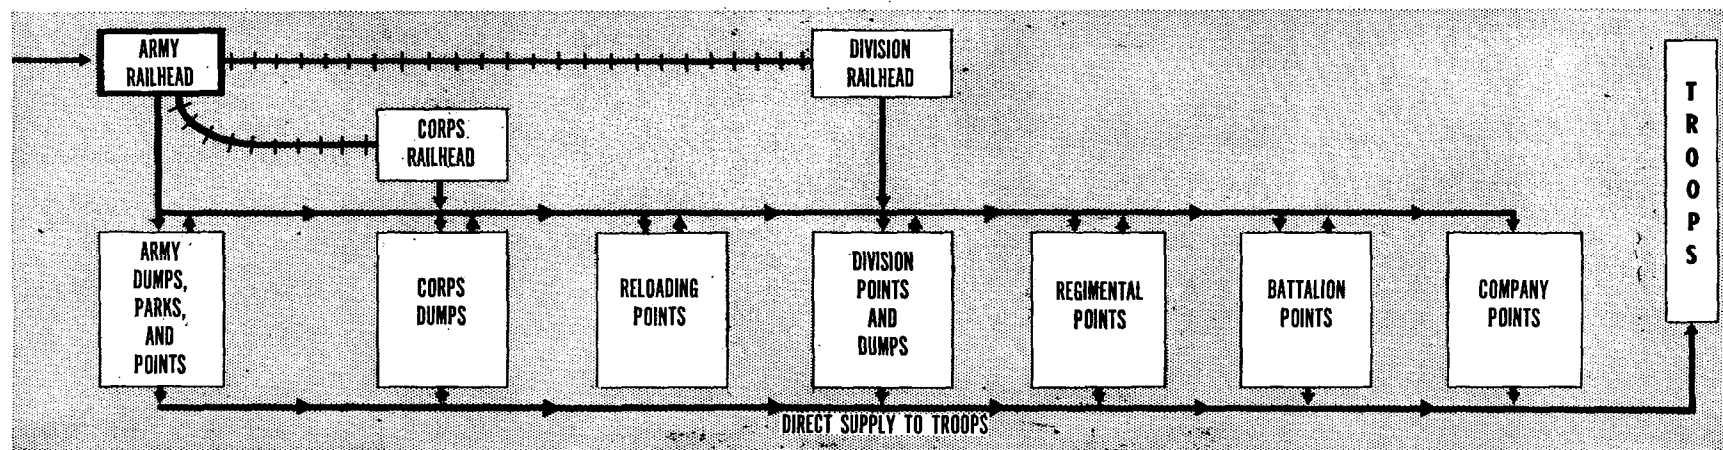 ARMY
RAILHEAD
DIVISION
RAILHEAD
CORPS
RAILHEAD
TROOPS
ARMY
DUMPS,
PARKS,
AND
POINTS
CORPS
DUMPS
RELOADING
POINTS
DIVISION
POINTS
AND
DUMPS
REGIMENTAL
POINTS
BATTALION
POINTS
COMPANY
POINTS
DIRECT SUPPLY TO TROOPS